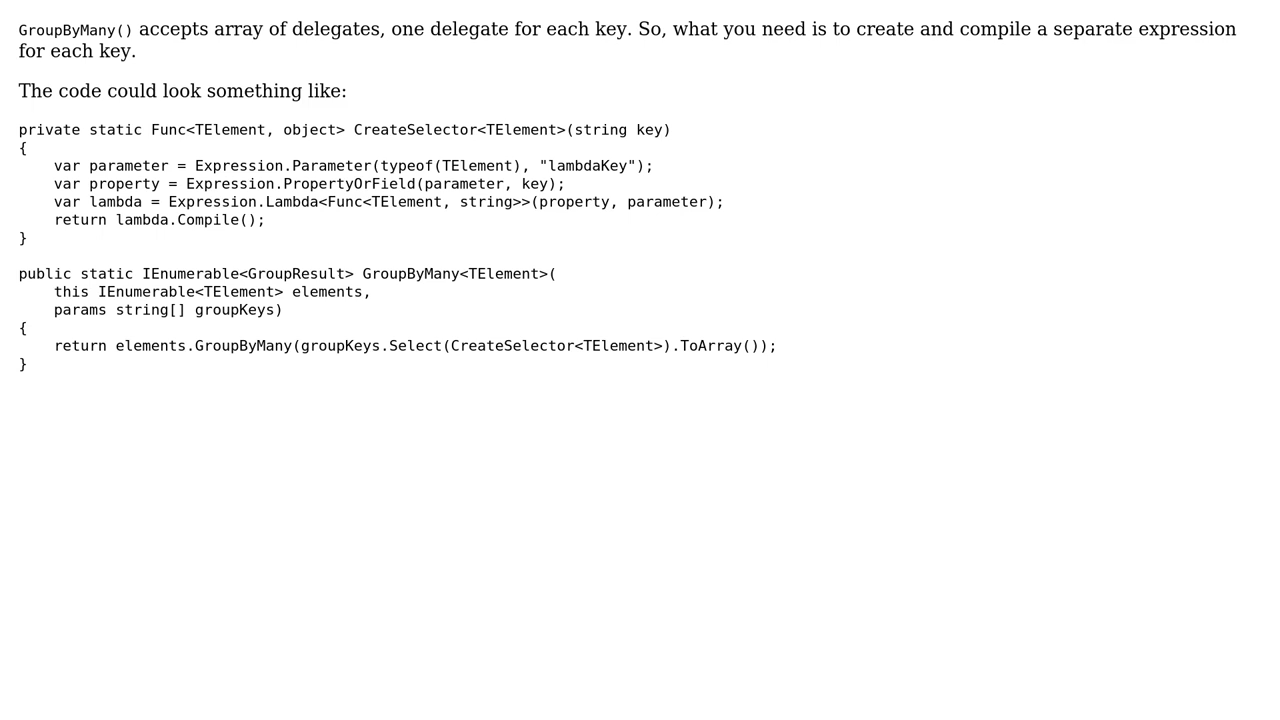 GroupByMany() accepts array of delegates, one delegate for each key. So, what you need is to create and compile a separate expression
for each key.
The code could look something like:
private static Func<TElement, object> CreateSelector<TElement>(string key)
{
    var parameter = Expression.Parameter(typeof(TElement), "lambdaKey");
    var property = Expression.PropertyOrField(parameter, key);
    var lambda = Expression.Lambda<Func<TElement, string>>(property, parameter);
    return lambda.Compile();
}

public static IEnumerable<GroupResult> GroupByMany<TElement>(
    this IEnumerable<TElement> elements,
    params string[] groupKeys)
{
    return elements.GroupByMany(groupKeys.Select(CreateSelector<TElement>).ToArray());
}